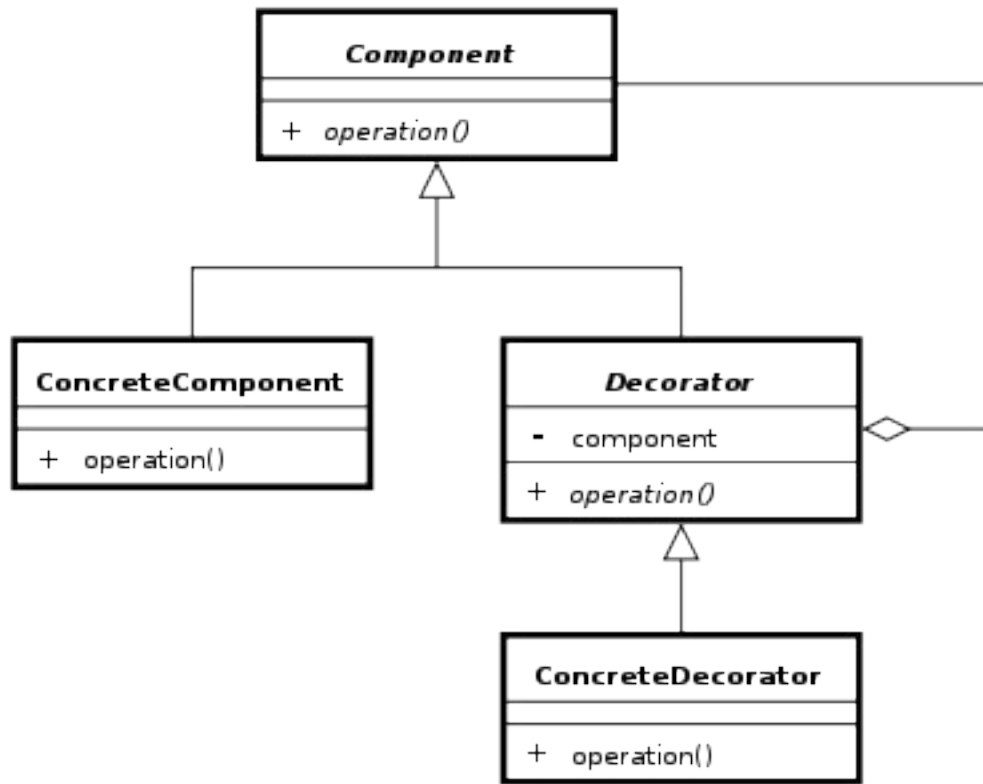 Component
+ operation()
ConcreteComponent
+ operation()
Decorator
- component
+ operation()
ConcreteDecorator
+ operation()